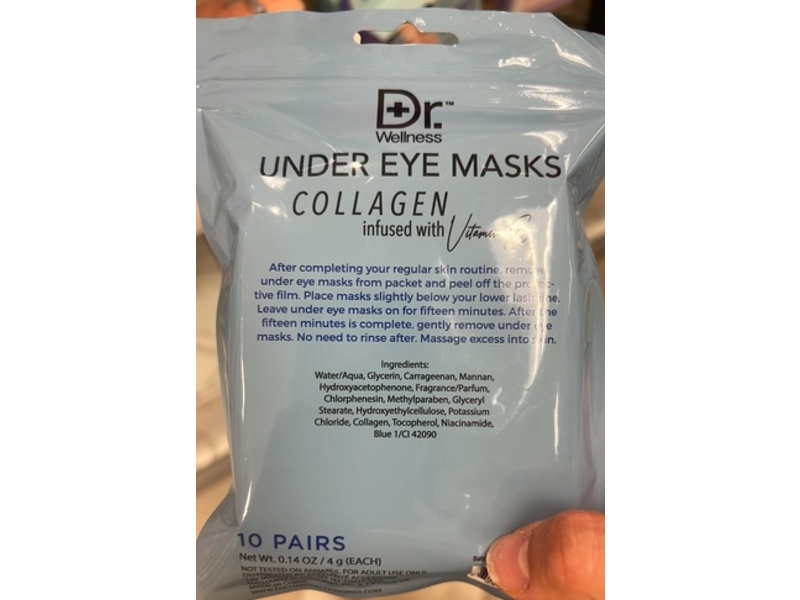 Dr.™
Wellness
UNDER EYE MASKS
COLLAGEN
infused with Vitamin
After completing your regular skin routine, remove
under eye masks from packet and peel off the protec-
tive film. Place masks slightly below your lower lash line.
Leave under eye masks on for fifteen minutes. After the
fifteen minutes is complete, gently remove under eye
masks. No need to rinse after. Massage excess into skin.
Ingredients:
Water/Aqua, Glycerin, Carrageenan, Mannan,
Hydroxyacetophenone, Fragrance/Parfum,
Chlorphenesin, Methylparaben, Glyceryl
Stearate, Hydroxyethylcellulose, Potassium
Chloride, Collagen, Tocopherol, Niacinamide,
Blue 1/CI 42090
10 PAIRS
Net Wt. 0.14 OZ / 4 g (EACH)
NOT TESTED ON ANIMALS. FOR ADULT USE ONLY